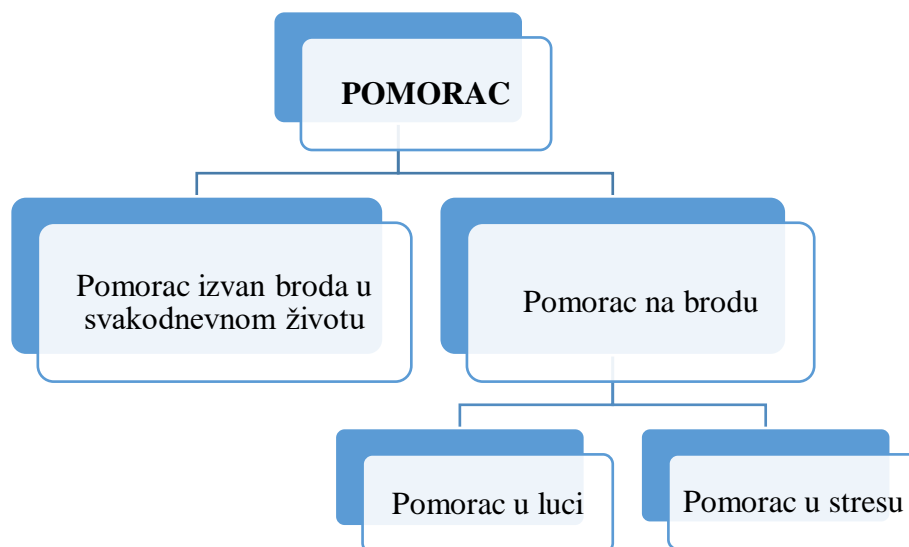 POMORAC
Pomorac izvan broda u
svakodnevnom životu
Pomorac na brodu
Pomorac u luci
Pomorac u stresu